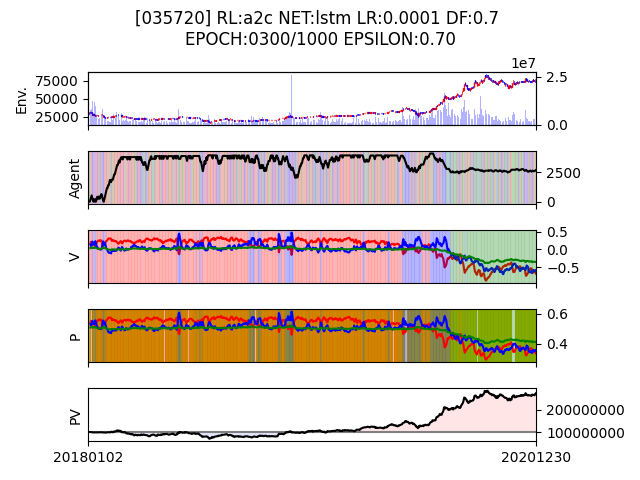 [035720] RL:a2c NET:lstm LR:0.0001 DF:0.7
EPOCH:0300/1000 EPSILON:0.70
1e7
Env.
75000
50000
25000
2.5
0.0
Agent
2500
0
V
0.5
0.0
−0.5
P
0.6
0.4
PV
200000000
100000000
20180102
20201230